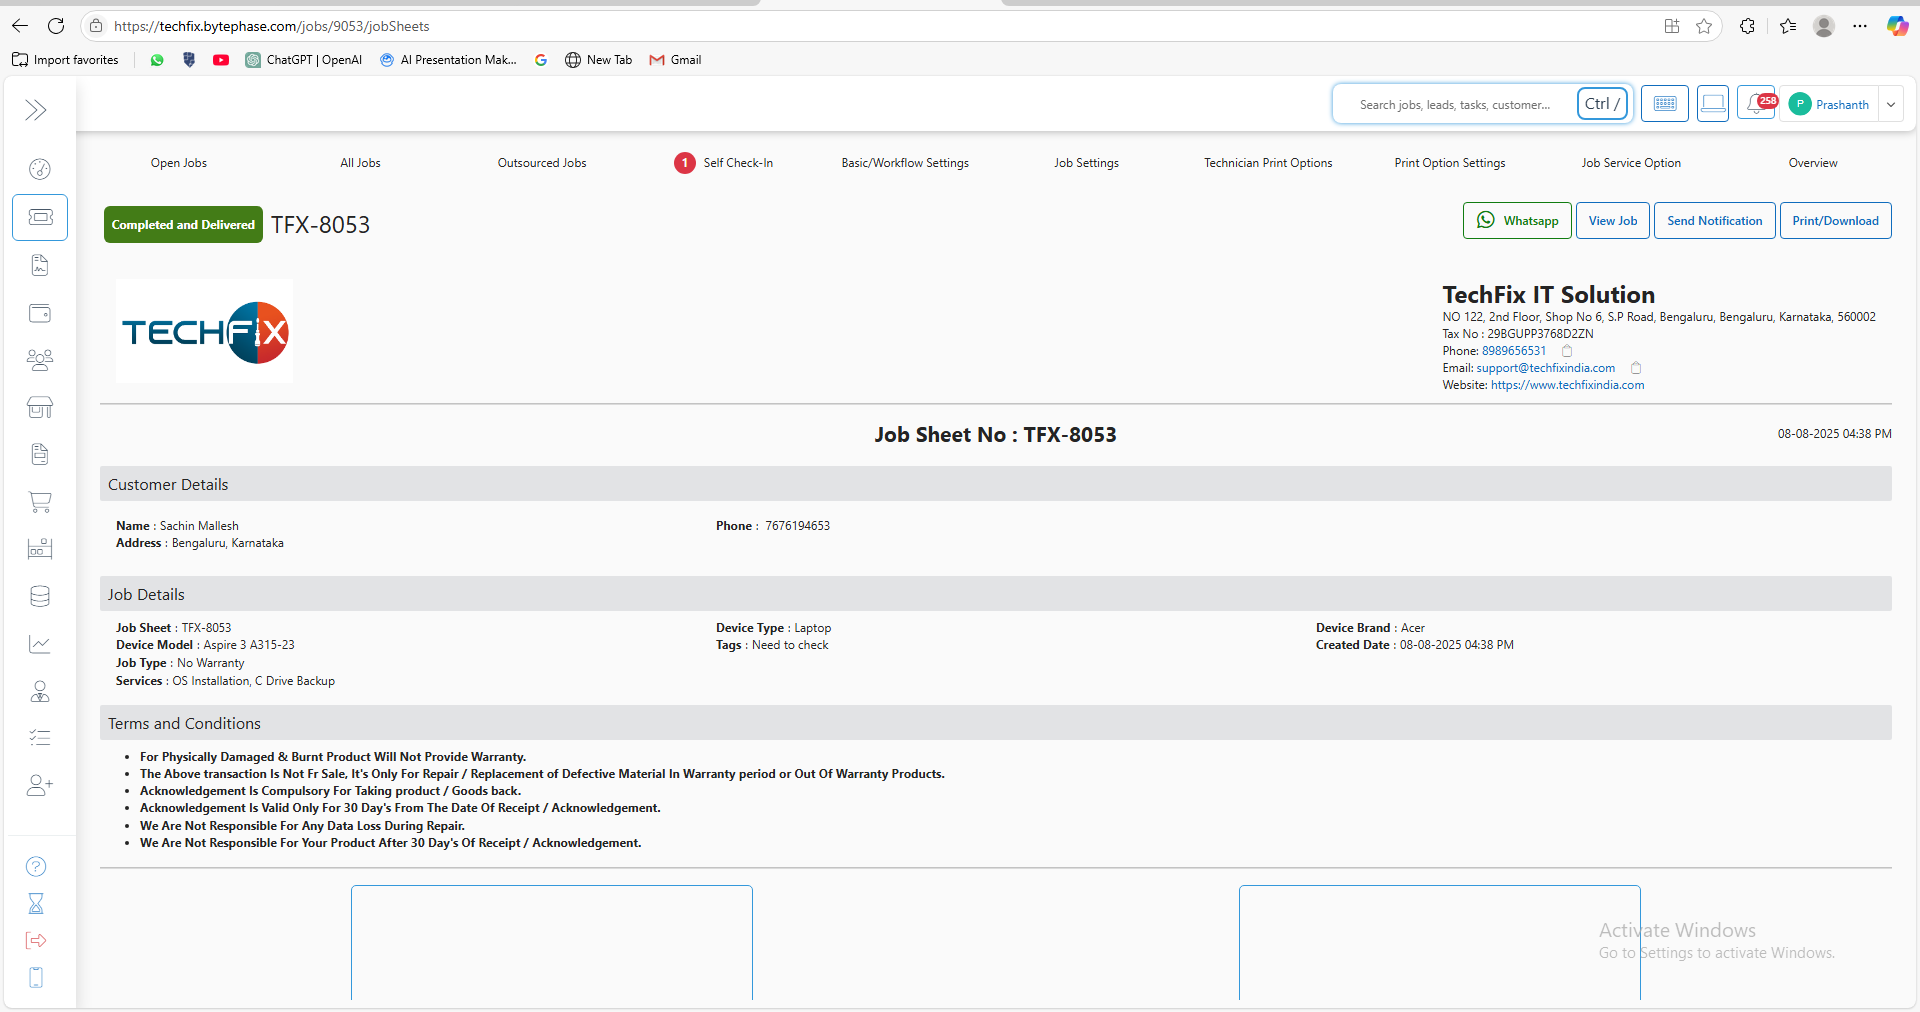 https://techfix.bytephase.com/jobs/9053/jobSheets
Import favorites
ChatGPT | OpenAI
AI Presentation Mak...
New Tab
Gmail
Search jobs, leads, tasks, customer...
Ctrl /
258
P
Prashanth
Open Jobs
All Jobs
Outsourced Jobs
1 Self Check-In
Basic/Workflow Settings
Job Settings
Technician Print Options
Print Option Settings
Job Service Option
Overview
Completed and Delivered
TFX-8053
Whatsapp
View Job
Send Notification
Print/Download
TECHFIX
TechFix IT Solution
NO 122, 2nd Floor, Shop No 6, S.P Road, Bengaluru, Bengaluru, Karnataka, 560002
Tax No : 29BGUPP3768D2ZN
Phone: 8989656531
Email: support@techfixindia.com
Website: https://www.techfixindia.com
Job Sheet No : TFX-8053
08-08-2025 04:38 PM
Customer Details
Name : Sachin Mallesh
Phone : 7676194653
Address : Bengaluru, Karnataka
Job Details
Job Sheet : TFX-8053
Device Type : Laptop
Device Brand : Acer
Device Model : Aspire 3 A315-23
Tags : Need to check
Created Date : 08-08-2025 04:38 PM
Job Type : No Warranty
Services : OS Installation, C Drive Backup
Terms and Conditions
• For Physically Damaged & Burnt Product Will Not Provide Warranty.
• The Above transaction Is Not Fr Sale, It's Only For Repair / Replacement of Defective Material In Warranty period or Out Of Warranty Products.
• Acknowledgement Is Compulsory For Taking product / Goods back.
• Acknowledgement Is Valid Only For 30 Day's From The Date Of Receipt / Acknowledgement.
• We Are Not Responsible For Any Data Loss During Repair.
• We Are Not Responsible For Your Product After 30 Day's Of Receipt / Acknowledgement.
Activate Windows
Go to Settings to activate Windows.